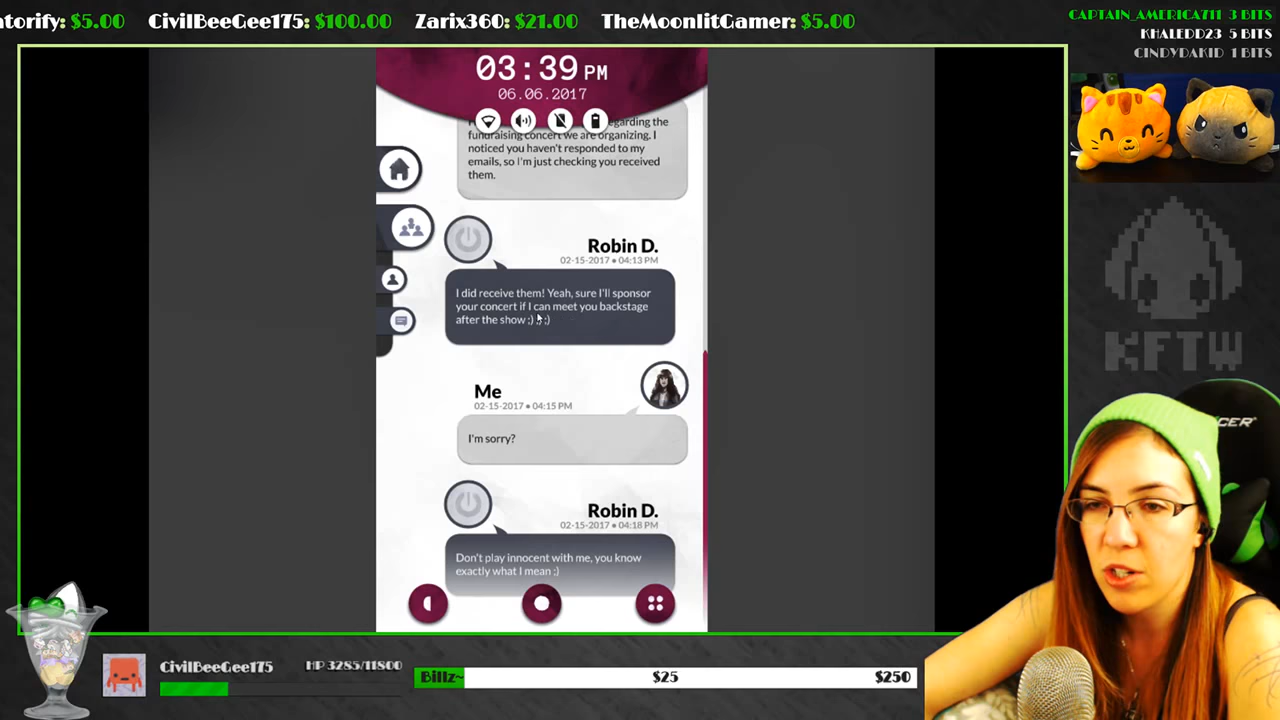 atorify: $5.00 CivilBeeGee175: $100.00 Zarix360: $21.00 TheMoonlitGamer: $5.00
CAPTAIN_AMERICA711 3 BITS
KHALEDD23 5 BITS
CINDYDAKID 1 BITS
03:39 PM
06.06.2017
egarding the
fundraising concert we are organizing. I
noticed you haven't responded to my
emails, so I'm just checking you received
them.
Robin D.
02-15-2017 • 04:13 PM
I did receive them! Yeah, sure I'll sponsor
your concert if I can meet you backstage
after the show ;) ;) ;)
Me
02-15-2017 • 04:15 PM
I'm sorry?
Robin D.
02-15-2017 • 04:18 PM
Don't play innocent with me, you know
exactly what I mean ;)
KFTW
CER
CivilBeeGee175 HP 3285/11800
Billz~ $25 $250